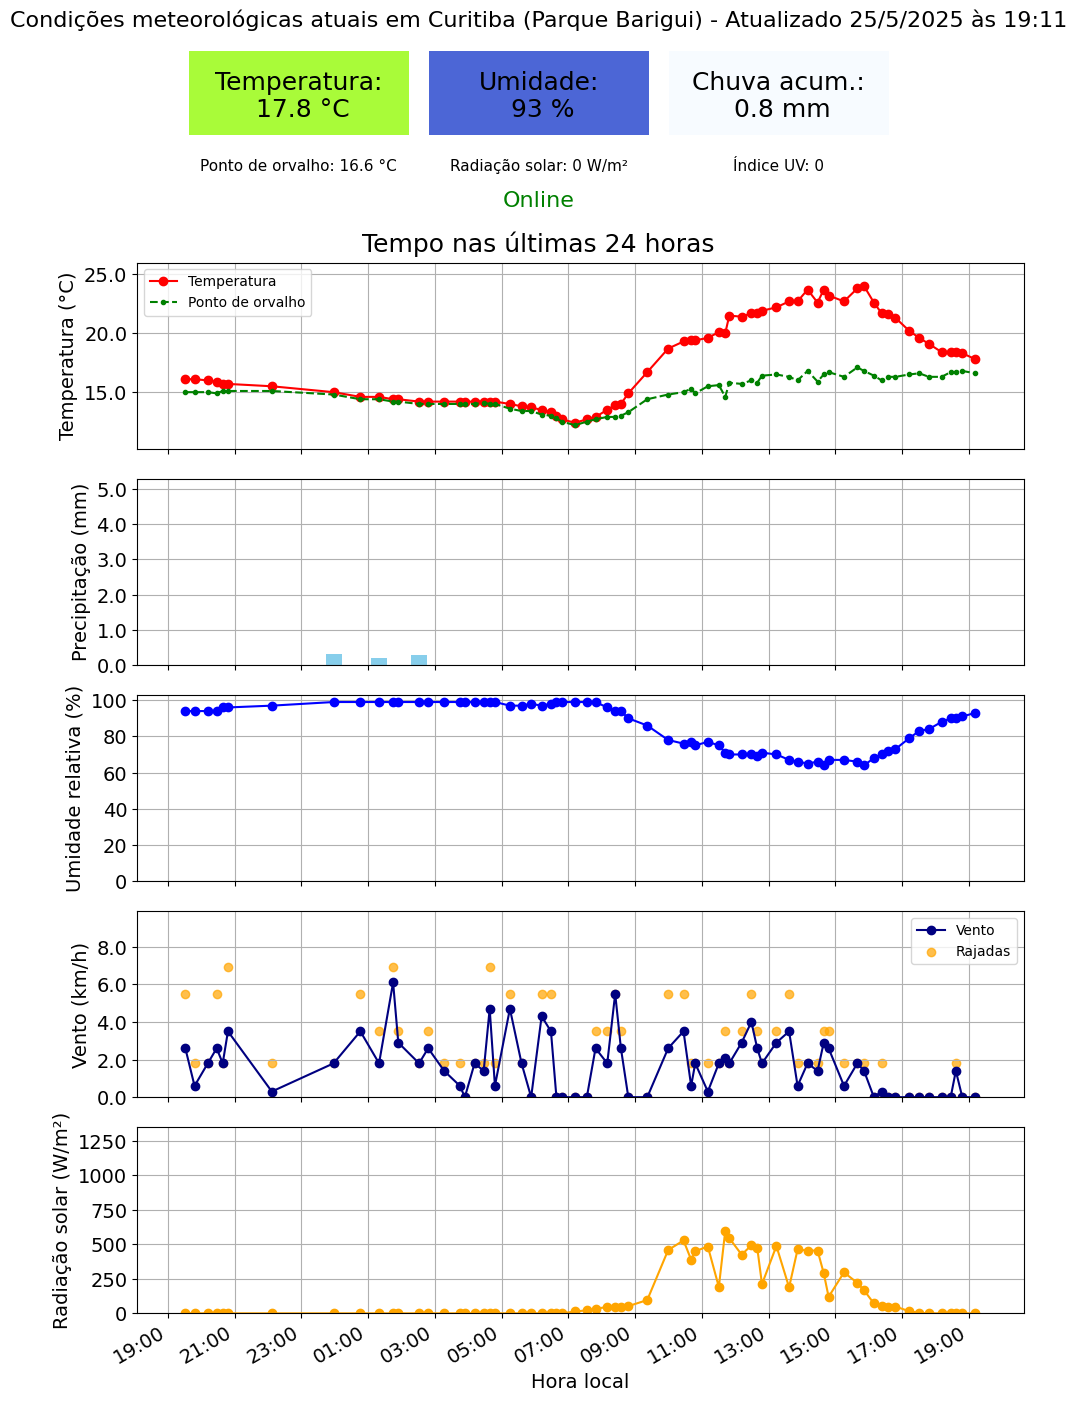 Condições meteorológicas atuais em Curitiba (Parque Barigui) - Atualizado 25/5/2025 às 19:11
Temperatura:
17.8 °C
Umidade:
93 %
Chuva acum.:
0.8 mm
Ponto de orvalho: 16.6 °C
Radiação solar: 0 W/m²
Índice UV: 0
Online
Tempo nas últimas 24 horas
Temperatura (°C)
25.0
20.0
15.0
Temperatura
Ponto de orvalho
Precipitação (mm)
5.0
4.0
3.0
2.0
1.0
0.0
Umidade relativa (%)
100
80
60
40
20
0
Vento (km/h)
8.0
6.0
4.0
2.0
0.0
Vento
Rajadas
Radiação solar (W/m²)
1250
1000
750
500
250
0
19:00
21:00
23:00
01:00
03:00
05:00
07:00
09:00
11:00
13:00
15:00
17:00
19:00
Hora local